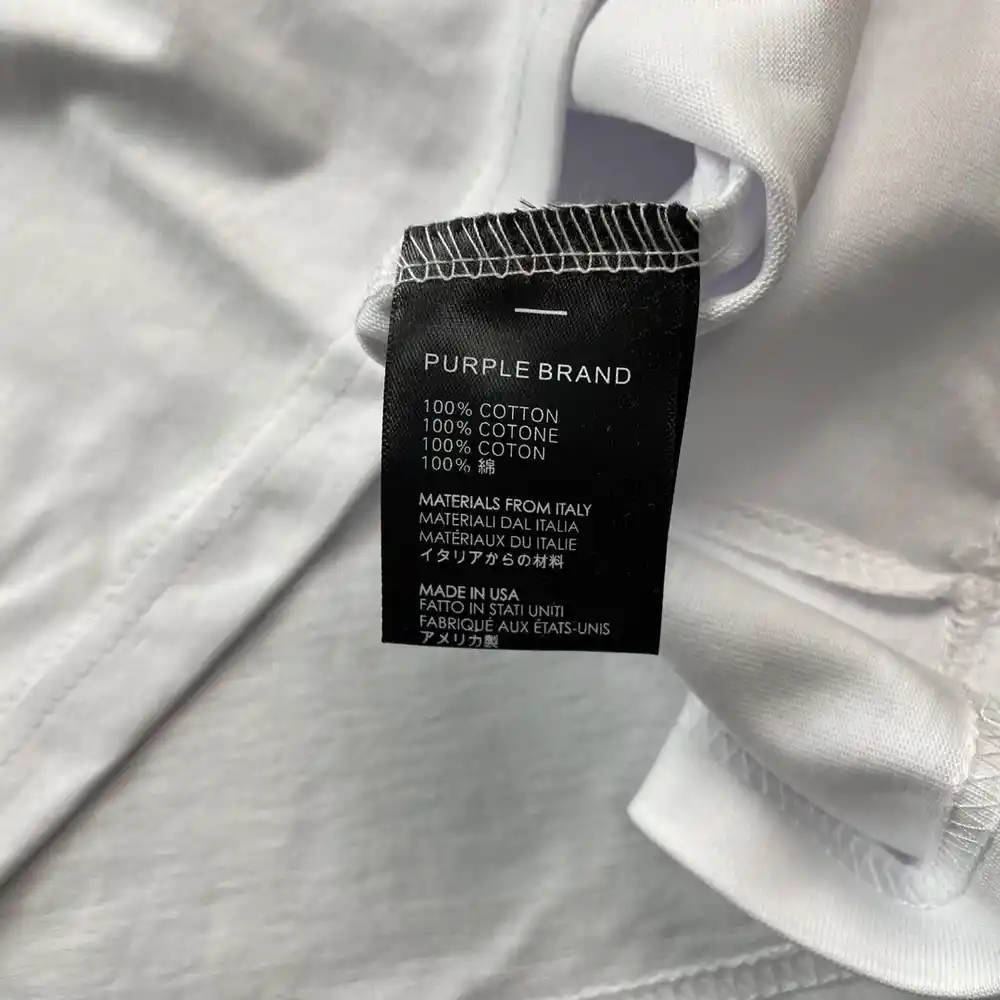 PURPLE BRAND
100% COTTON
100% COTONE
100% COTON
100% 綿
MATERIALS FROM ITALY
MATERIALI DAL ITALIA
MATÉRIAUX DU ITALIE
イタリアからの材料
MADE IN USA
FATTO IN STATI UNITI
FABRIQUÉ AUX ÉTATS-UNIS
アメリカ製